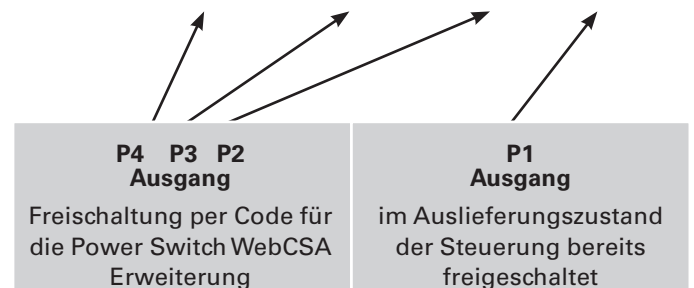 P4 P3 P2
Ausgang
Freischaltung per Code für
die Power Switch WebCSA
Erweiterung
P1
Ausgang
im Auslieferungszustand
der Steuerung bereits
freigeschaltet